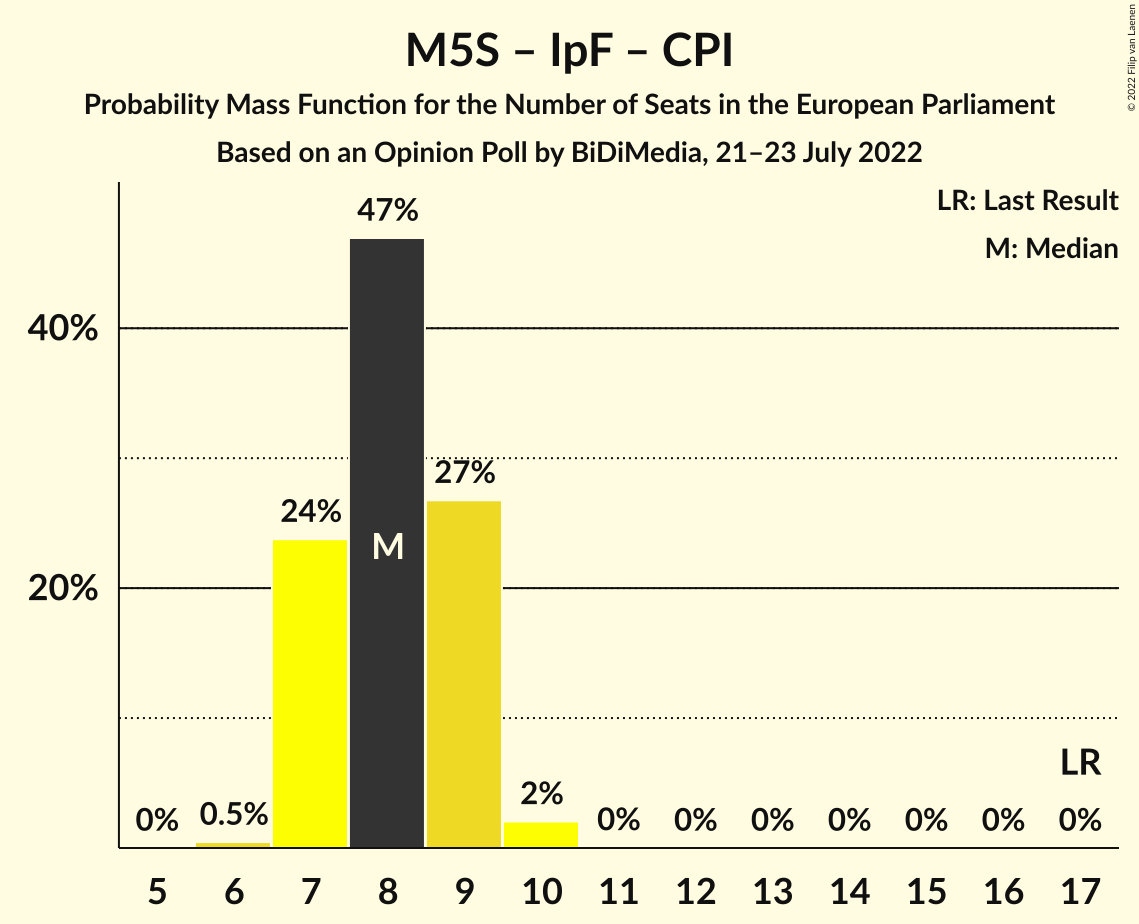 M5S – IpF – CPI
Probability Mass Function for the Number of Seats in the European Parliament
Based on an Opinion Poll by BiDiMedia, 21–23 July 2022
© 2022 Filip van Laenen
LR: Last Result
M: Median
47%
40%
27%
24%
M
20%
LR
2%
0.5%
0% 0% 0% 0% 0% 0% 0% 0%
5 6 7 8 9 10 11 12 13 14 15 16 17